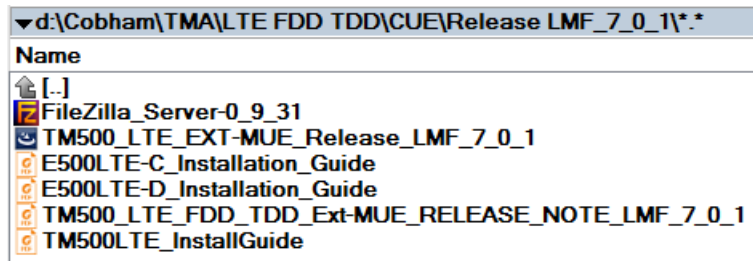 d:\Cobham\TMA\LTE FDD TDD\CUE\Release LMF_7_0_1\*.*
Name
[..]
FileZilla_Server-0_9_31
TM500_LTE_EXT-MUE_Release_LMF_7_0_1
E500LTE-C_Installation_Guide
E500LTE-D_Installation_Guide
TM500_LTE_FDD_TDD_Ext-MUE_RELEASE_NOTE_LMF_7_0_1
TM500LTE_InstallGuide